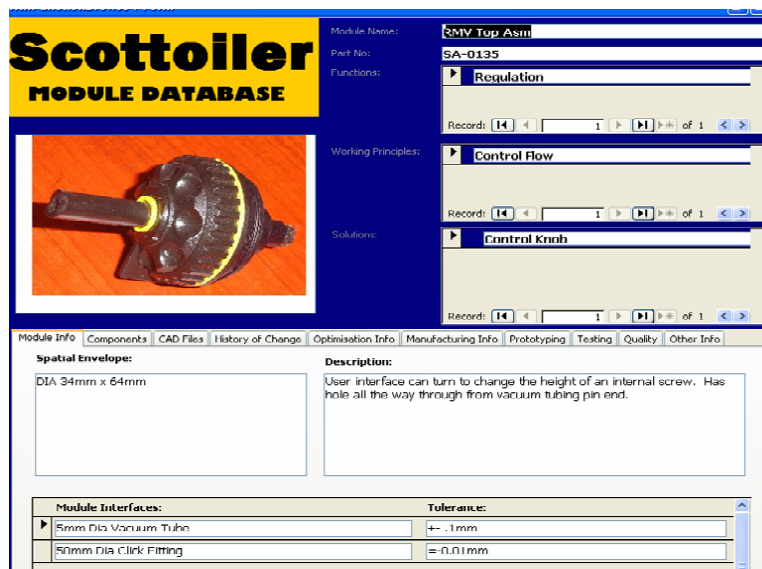 Scottoiler
MODULE DATABASE
Module Name: RMV Top Asm
Part No: SA-0135
Functions: Regulation
Record: 1 of 1
Working Principles: Control Flow
Record: 1 of 1
Solutions: Control Knob
Record: 1 of 1
Module Info Components CAD Files History of Change Optimisation Info Manufacturing Info Prototyping Testing Quality Other Info
Spatial Envelope:
DIA 34mm x 64mm
Description:
User interface can turn to change the height of an internal screw. Has
hole all the way through from vacuum tubing pin end.
Module Interfaces: Tolerance:
5mm Dia Vacuum Tube +- .1mm
50mm Dia Click Fitting =-0.01mm